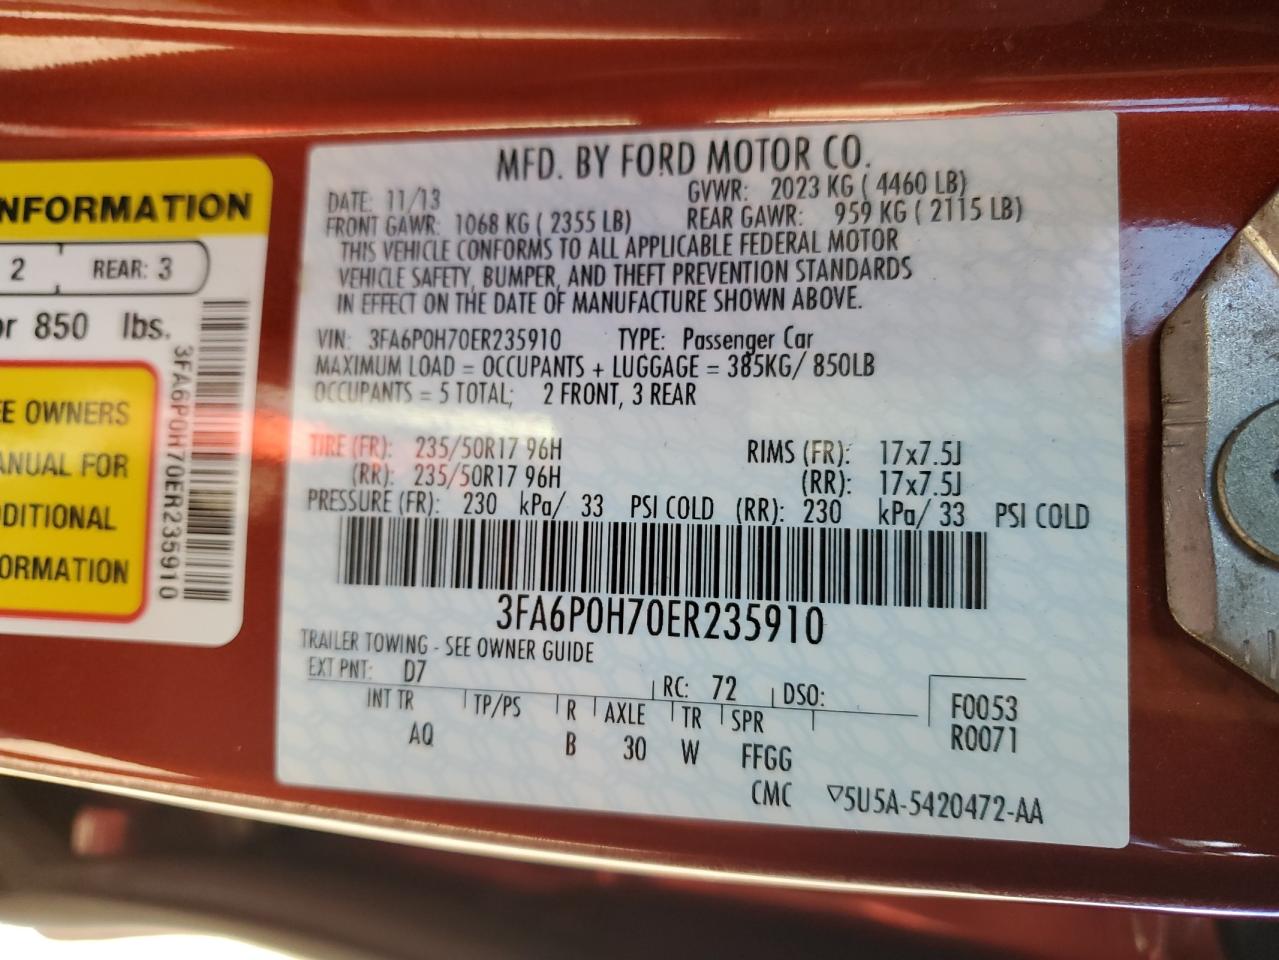 NFORMATION
2 REAR: 3
or 850 lbs.
EE OWNERS
ANUAL FOR
DDITIONAL
ORMATION
3FA6P0H70ER235910
MFD. BY FORD MOTOR CO.
DATE: 11/13 GVWR: 2023 KG ( 4460 LB)
FRONT GAWR: 1068 KG ( 2355 LB) REAR GAWR: 959 KG ( 2115 LB)
THIS VEHICLE CONFORMS TO ALL APPLICABLE FEDERAL MOTOR
VEHICLE SAFETY, BUMPER, AND THEFT PREVENTION STANDARDS
IN EFFECT ON THE DATE OF MANUFACTURE SHOWN ABOVE.
VIN: 3FA6P0H70ER235910 TYPE: Passenger Car
MAXIMUM LOAD = OCCUPANTS + LUGGAGE = 385KG/ 850LB
OCCUPANTS = 5 TOTAL; 2 FRONT, 3 REAR
TIRE (FR): 235/50R17 96H RIMS (FR): 17x7.5J
(RR): 235/50R17 96H (RR): 17x7.5J
PRESSURE (FR): 230 kPa/ 33 PSI COLD (RR): 230 kPa/ 33 PSI COLD
3FA6P0H70ER235910
TRAILER TOWING - SEE OWNER GUIDE
EXT PNT: D7 RC: 72 DSO:
INT TR TP/PS R AXLE TR SPR F0053
AQ B 30 W FFGG R0071
CMC ▽5U5A-5420472-AA